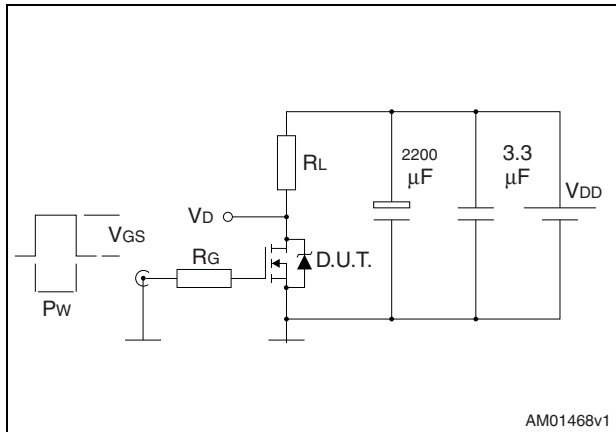 2200
μF
3.3
μF
RL
VDD
VD
VGS
RG
D.U.T.
PW
AM01468v1